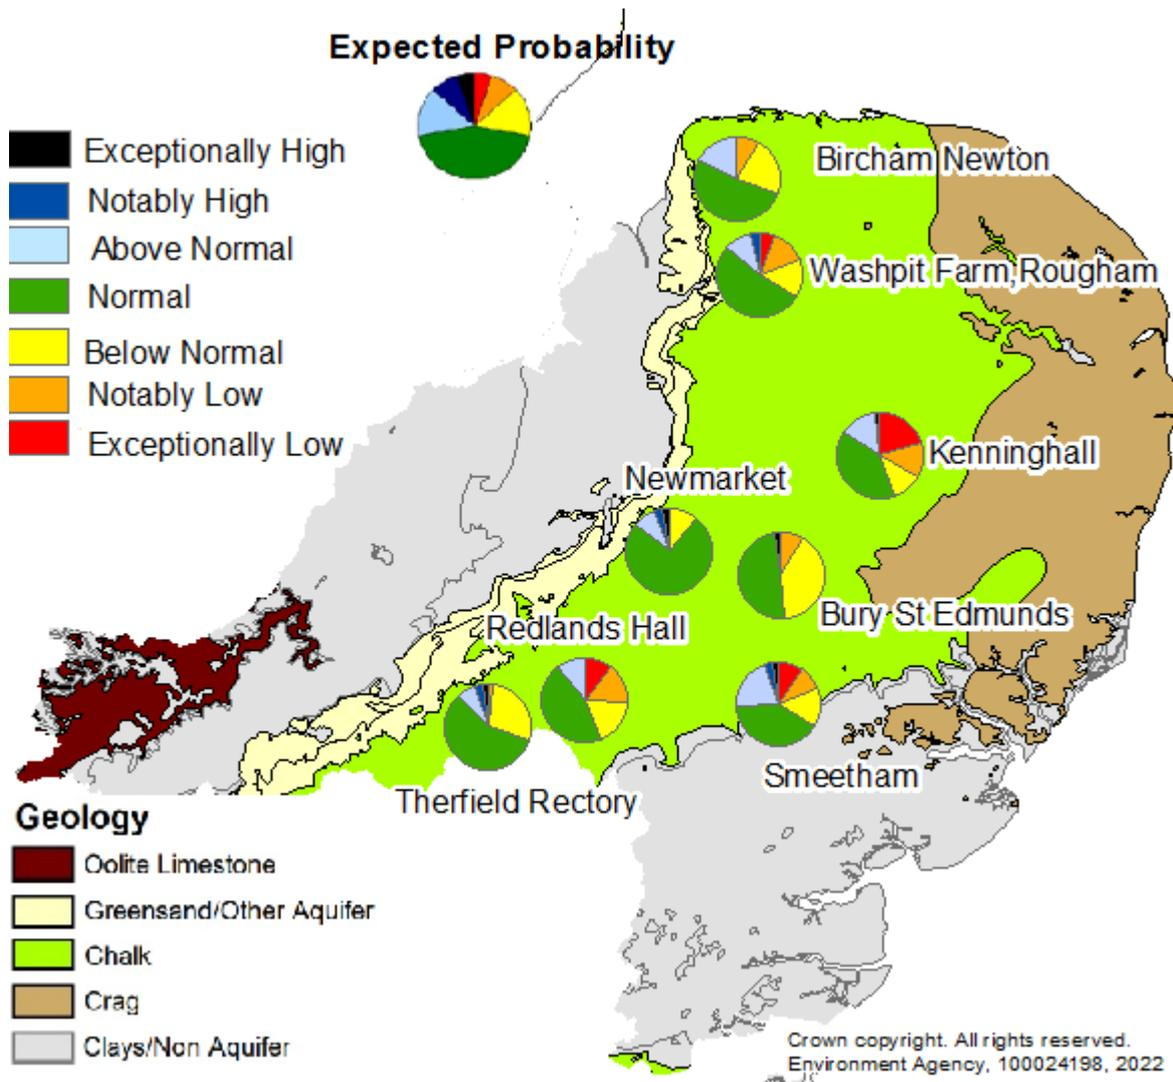 Expected Probability
Exceptionally High
Notably High
Above Normal
Normal
Below Normal
Notably Low
Exceptionally Low
Bircham Newton
Washpit Farm,Rougham
Kenninghall
Newmarket
Bury St Edmunds
Redlands Hall
Smeetham
Therfield Rectory
Geology
Oolite Limestone
Greensand/Other Aquifer
Chalk
Crag
Clays/Non Aquifer
Crown copyright. All rights reserved.
Environment Agency, 100024198, 2022